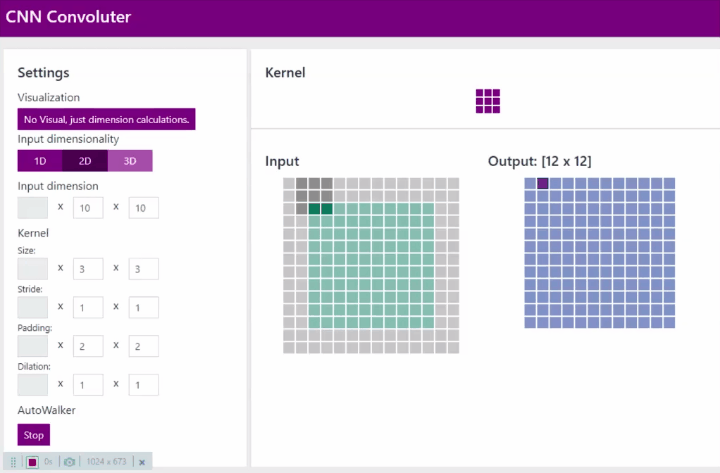 CNN Convoluter
Settings
Visualization
No Visual, just dimension calculations.
Input dimensionality
1D 2D 3D
Input dimension
x 10 x 10
Kernel
Size:
x 3 x 3
Stride:
x 1 x 1
Padding:
x 2 x 2
Dilation:
x 1 x 1
AutoWalker
Stop
0s 1024 x 673 x
Kernel
Input
Output: [12 x 12]